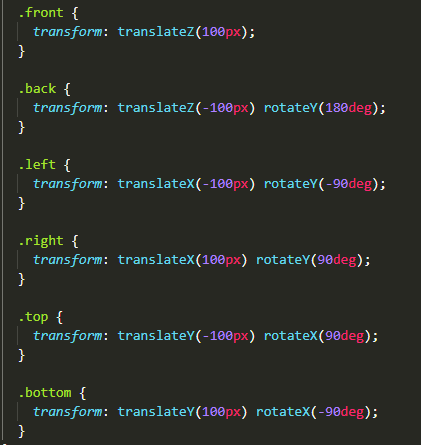 .front {
  transform: translateZ(100px);
}
.back {
  transform: translateZ(-100px) rotateY(180deg);
}
.left {
  transform: translateX(-100px) rotateY(-90deg);
}
.right {
  transform: translateX(100px) rotateY(90deg);
}
.top {
  transform: translateY(-100px) rotateX(90deg);
}
.bottom {
  transform: translateY(100px) rotateX(-90deg);
}